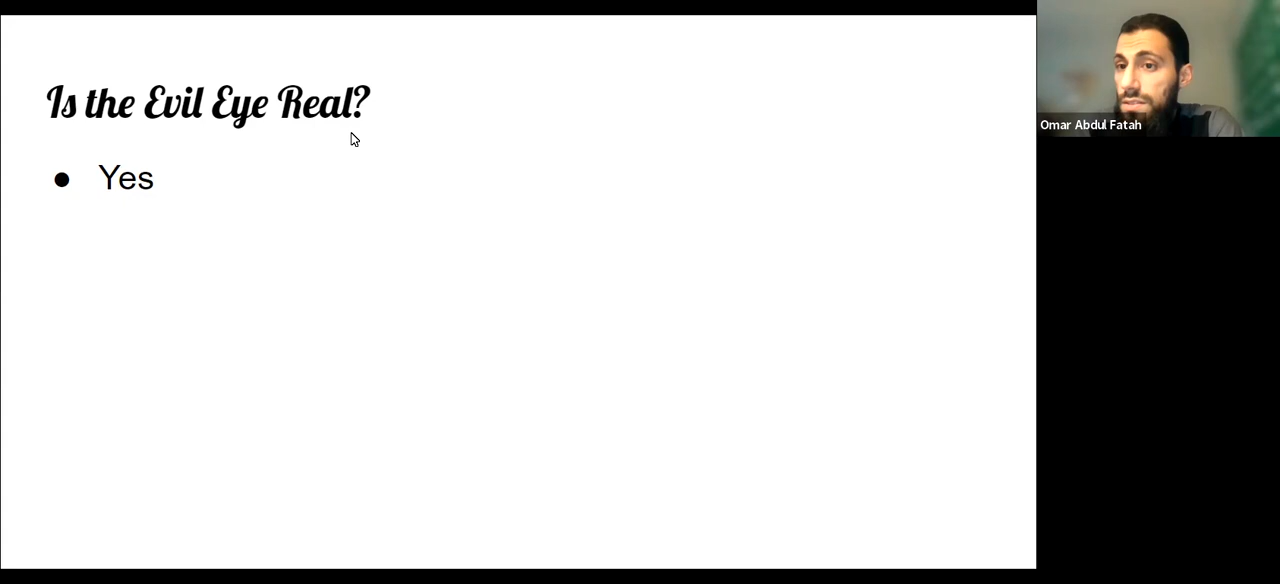 Is the Evil Eye Real?
● Yes
Omar Abdul Fatah